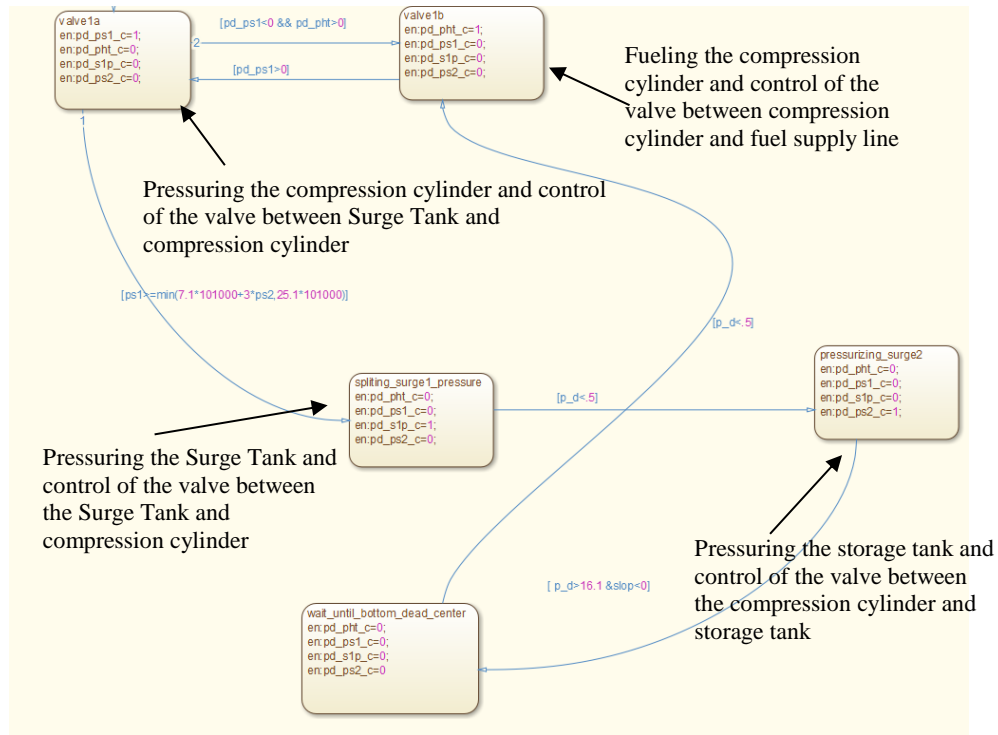 valve1a
en:pd_ps1_c=1;
en:pd_pht_c=0;
en:pd_s1p_c=0;
en:pd_ps2_c=0;
[pd_ps1<0 && pd_pht>0]
2
[pd_ps1>0]
valve1b
en:pd_pht_c=1;
en:pd_ps1_c=0;
en:pd_s1p_c=0;
en:pd_ps2_c=0;
Fueling the compression
cylinder and control of the
valve between compression
cylinder and fuel supply line
1
Pressuring the compression cylinder and control
of the valve between Surge Tank and
compression cylinder
[ps1>=min(7.1*101000+3*ps2,25.1*101000)]
[p_d<.5]
spliting_surge1_pressure
en:pd_pht_c=0;
en:pd_ps1_c=0;
en:pd_s1p_c=1;
en:pd_ps2_c=0;
[p_d<.5]
pressurizing_surge2
en:pd_pht_c=0;
en:pd_ps1_c=0;
en:pd_s1p_c=0;
en:pd_ps2_c=1;
Pressuring the Surge Tank and
control of the valve between
the Surge Tank and
compression cylinder
Pressuring the storage tank and
control of the valve between
the compression cylinder and
storage tank
[ p_d>16.1 &slop<0]
wait_until_bottom_dead_center
en:pd_pht_c=0;
en:pd_ps1_c=0;
en:pd_s1p_c=0;
en:pd_ps2_c=0